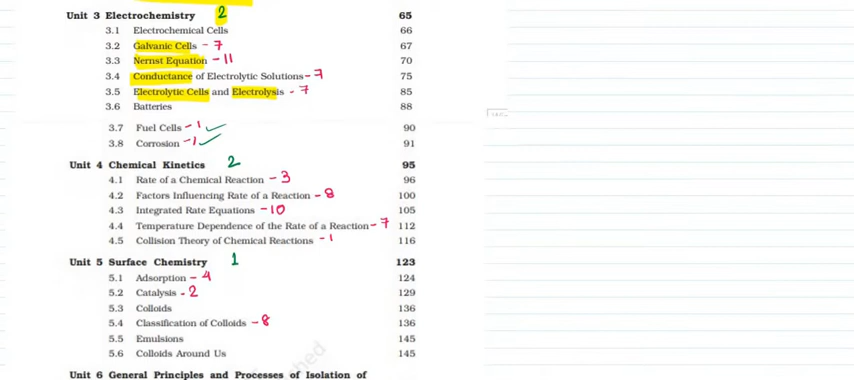 Unit 3 Electrochemistry 2 65
3.1 Electrochemical Cells 66
3.2 Galvanic Cells - 7 67
3.3 Nernst Equation - 11 70
3.4 Conductance of Electrolytic Solutions - 7 75
3.5 Electrolytic Cells and Electrolysis - 7 85
3.6 Batteries 88
3.7 Fuel Cells - 1 ✓ 90
3.8 Corrosion - 1 ✓ 91
Unit 4 Chemical Kinetics 2 95
4.1 Rate of a Chemical Reaction - 3 96
4.2 Factors Influencing Rate of a Reaction - 8 100
4.3 Integrated Rate Equations - 10 105
4.4 Temperature Dependence of the Rate of a Reaction - 7 112
4.5 Collision Theory of Chemical Reactions - 1 116
Unit 5 Surface Chemistry 1 123
5.1 Adsorption - 4 124
5.2 Catalysis - 2 129
5.3 Colloids 136
5.4 Classification of Colloids - 8 136
5.5 Emulsions 145
5.6 Colloids Around Us 145
Unit 6 General Principles and Processes of Isolation of